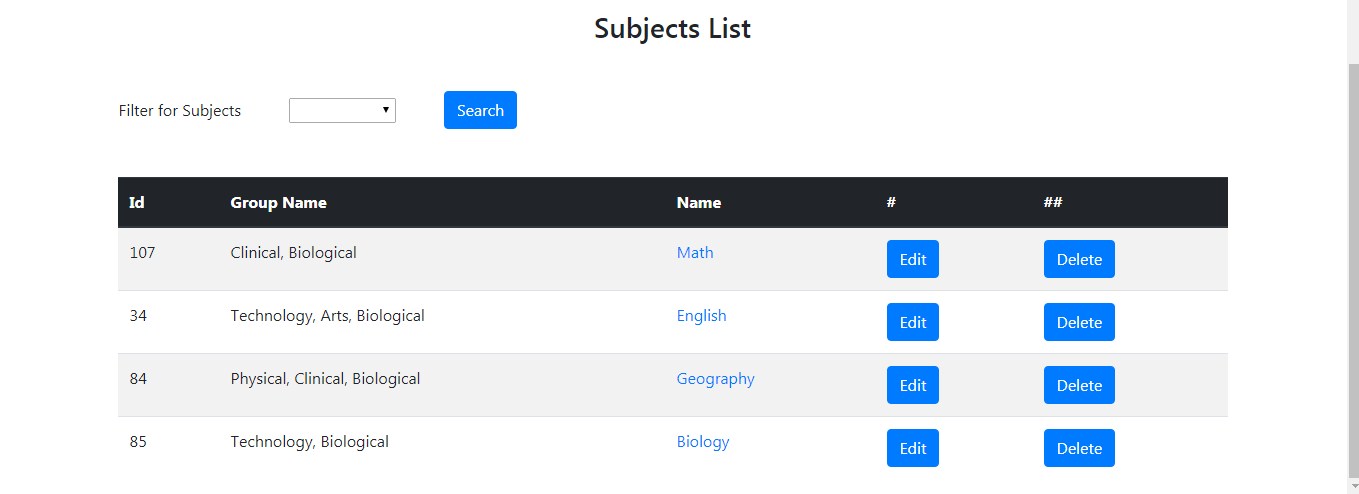 Subjects List
Filter for Subjects Search
Id Group Name Name # ##
107 Clinical, Biological Math Edit Delete
34 Technology, Arts, Biological English Edit Delete
84 Physical, Clinical, Biological Geography Edit Delete
85 Technology, Biological Biology Edit Delete